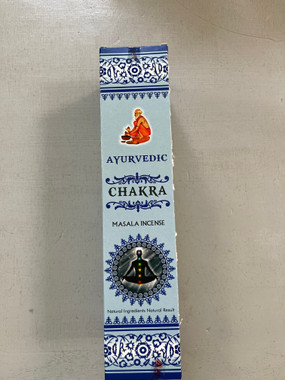 AYURVEDIC
CHAKRA
MASALA INCENSE
Natural Ingredients Natural Result